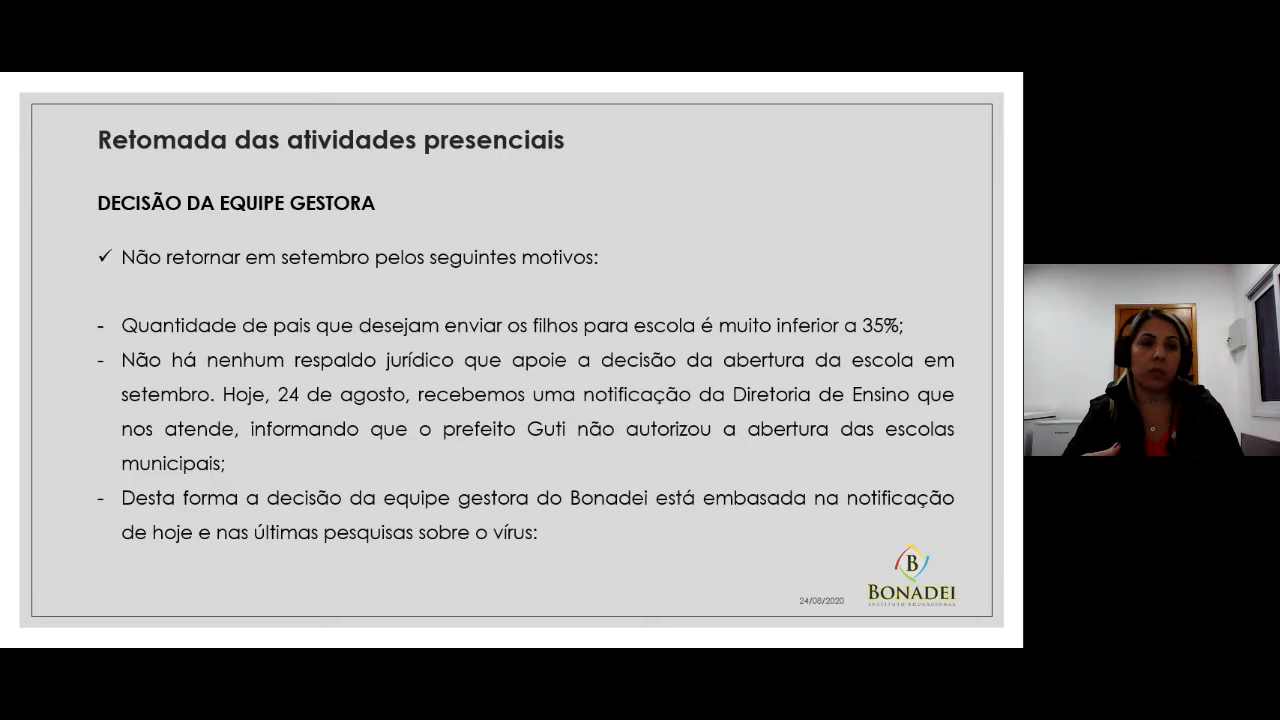 Retomada das atividades presenciais
DECISÃO DA EQUIPE GESTORA
✓ Não retornar em setembro pelos seguintes motivos:
- Quantidade de pais que desejam enviar os filhos para escola é muito inferior a 35%;
- Não há nenhum respaldo jurídico que apoie a decisão da abertura da escola em
setembro. Hoje, 24 de agosto, recebemos uma notificação da Diretoria de Ensino que
nos atende, informando que o prefeito Guti não autorizou a abertura das escolas
municipais;
- Desta forma a decisão da equipe gestora do Bonadei está embasada na notificação
de hoje e nas últimas pesquisas sobre o vírus:
24/08/2020
B
BONADEI
INSTITUTO EDUCACIONAL